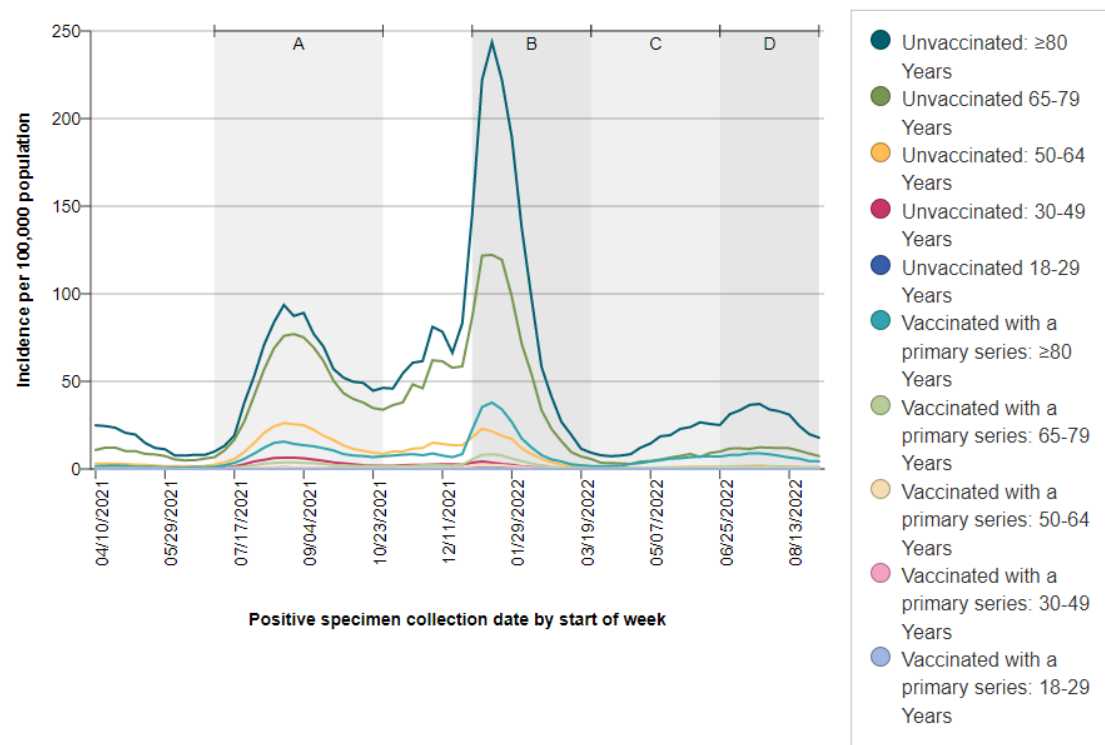 250
200
150
100
50
0
A
B
C
D
Incidence per 100,000 population
04/10/2021
05/29/2021
07/17/2021
09/04/2021
10/23/2021
12/11/2021
01/29/2022
03/19/2022
05/07/2022
06/25/2022
08/13/2022
Positive specimen collection date by start of week
Unvaccinated: ≥80
Years
Unvaccinated 65-79
Years
Unvaccinated: 50-64
Years
Unvaccinated: 30-49
Years
Unvaccinated 18-29
Years
Vaccinated with a
primary series: ≥80
Years
Vaccinated with a
primary series: 65-79
Years
Vaccinated with a
primary series: 50-64
Years
Vaccinated with a
primary series: 30-49
Years
Vaccinated with a
primary series: 18-29
Years